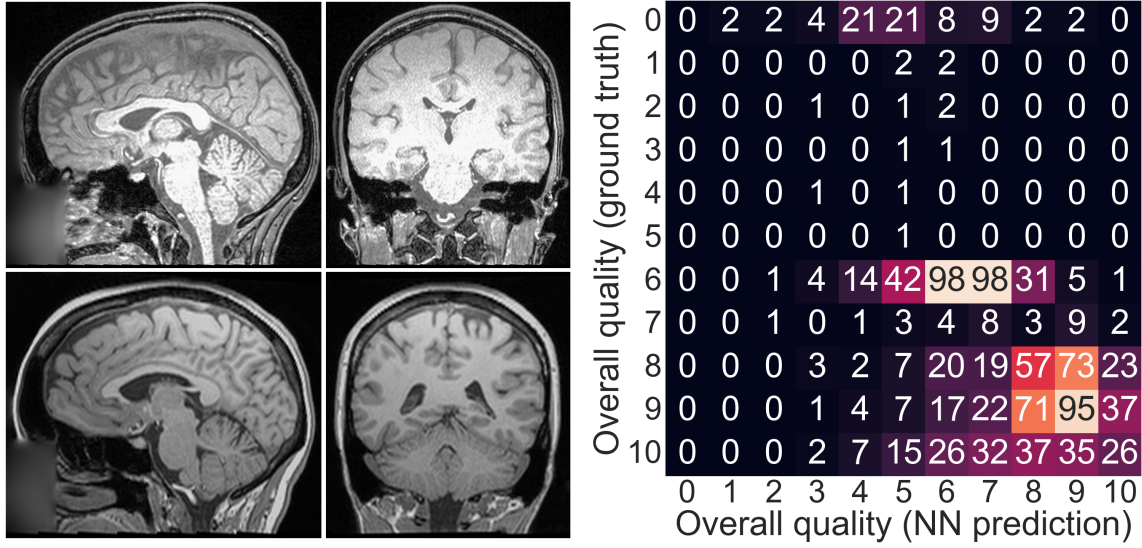 Overall quality (ground truth)
0 0 2 2 4 21 21 8 9 2 2 0
1 0 0 0 0 0 2 2 0 0 0 0
2 0 0 0 1 0 1 2 0 0 0 0
3 0 0 0 0 0 1 1 0 0 0 0
4 0 0 0 1 0 1 0 0 0 0 0
5 0 0 0 0 0 1 0 0 0 0 0
6 0 0 1 4 14 42 98 98 31 5 1
7 0 0 1 0 1 3 4 8 3 9 2
8 0 0 0 3 2 7 20 19 57 73 23
9 0 0 0 1 4 7 17 22 71 95 37
10 0 0 0 2 7 15 26 32 37 35 26
0 1 2 3 4 5 6 7 8 9 10
Overall quality (NN prediction)